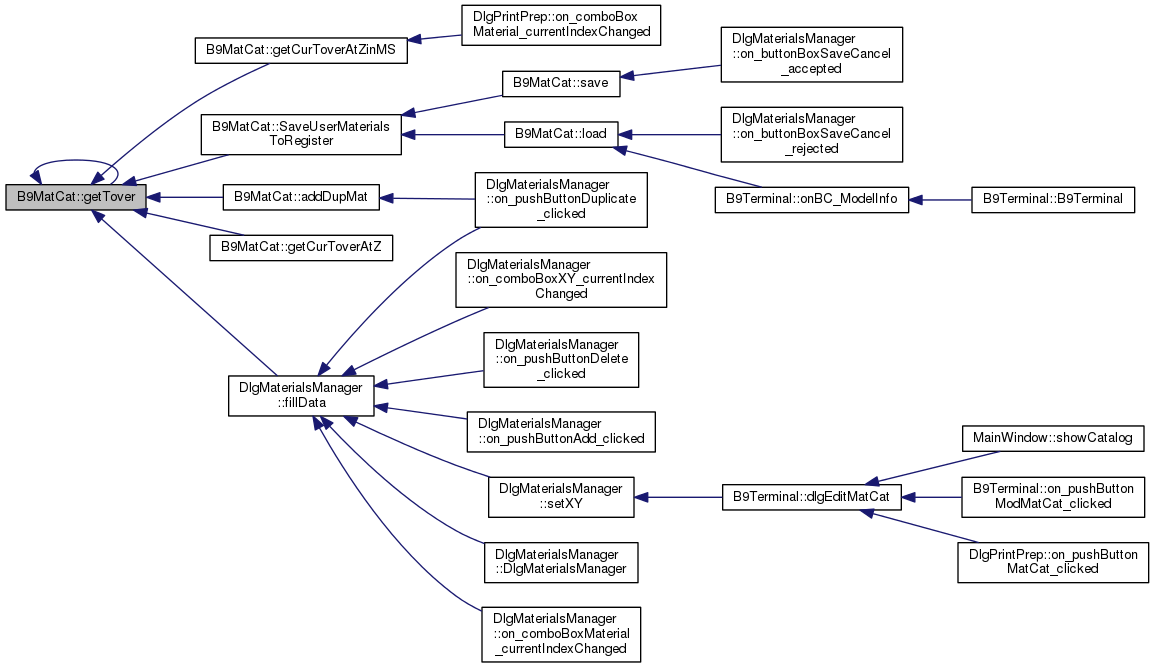 DlgPrintPrep::on_comboBox
Material_currentIndexChanged
B9MatCat::getCurToverAtZinMS
DlgMaterialsManager
::on_buttonBoxSaveCancel
_accepted
B9MatCat::save
B9MatCat::SaveUserMaterials
ToRegister
B9MatCat::load
DlgMaterialsManager
::on_buttonBoxSaveCancel
_rejected
B9MatCat::getTover
B9MatCat::addDupMat
DlgMaterialsManager
::on_pushButtonDuplicate
_clicked
B9Terminal::onBC_ModelInfo
B9Terminal::B9Terminal
B9MatCat::getCurToverAtZ
DlgMaterialsManager
::on_comboBoxXY_currentIndex
Changed
DlgMaterialsManager
::on_pushButtonDelete
_clicked
DlgMaterialsManager
::fillData
DlgMaterialsManager
::on_pushButtonAdd_clicked
MainWindow::showCatalog
DlgMaterialsManager
::setXY
B9Terminal::dlgEditMatCat
B9Terminal::on_pushButton
ModMatCat_clicked
DlgMaterialsManager
::DlgMaterialsManager
DlgPrintPrep::on_pushButton
MatCat_clicked
DlgMaterialsManager
::on_comboBoxMaterial
_currentIndexChanged